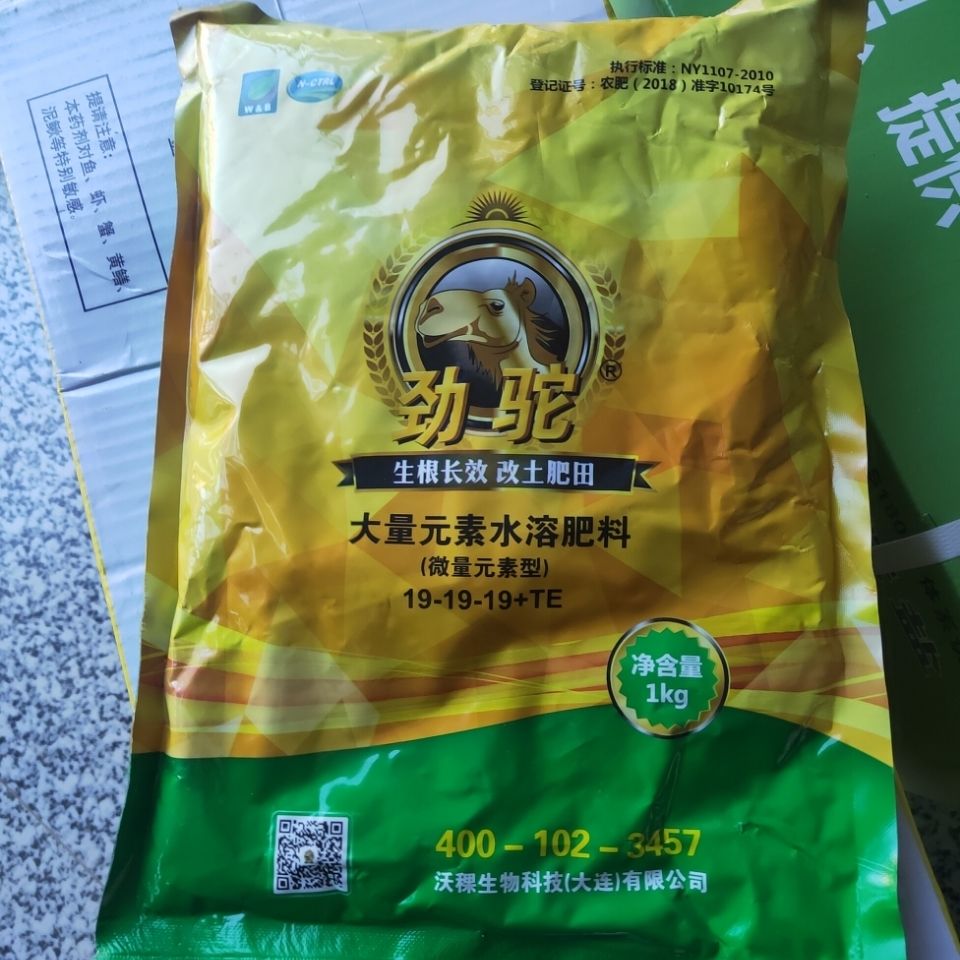 W&B
N-CTRL
执行标准：NY1107-2010
登记证号：农肥（2018）准字10174号
提请注意：
本药剂对鱼、虾、蟹、黄鳝、
泥鳅等特别敏感。
劲驼®
生根长效 改土肥田
大量元素水溶肥料
(微量元素型)
19-19-19+TE
净含量
1kg
400-102-3457
沃稞生物科技(大连)有限公司